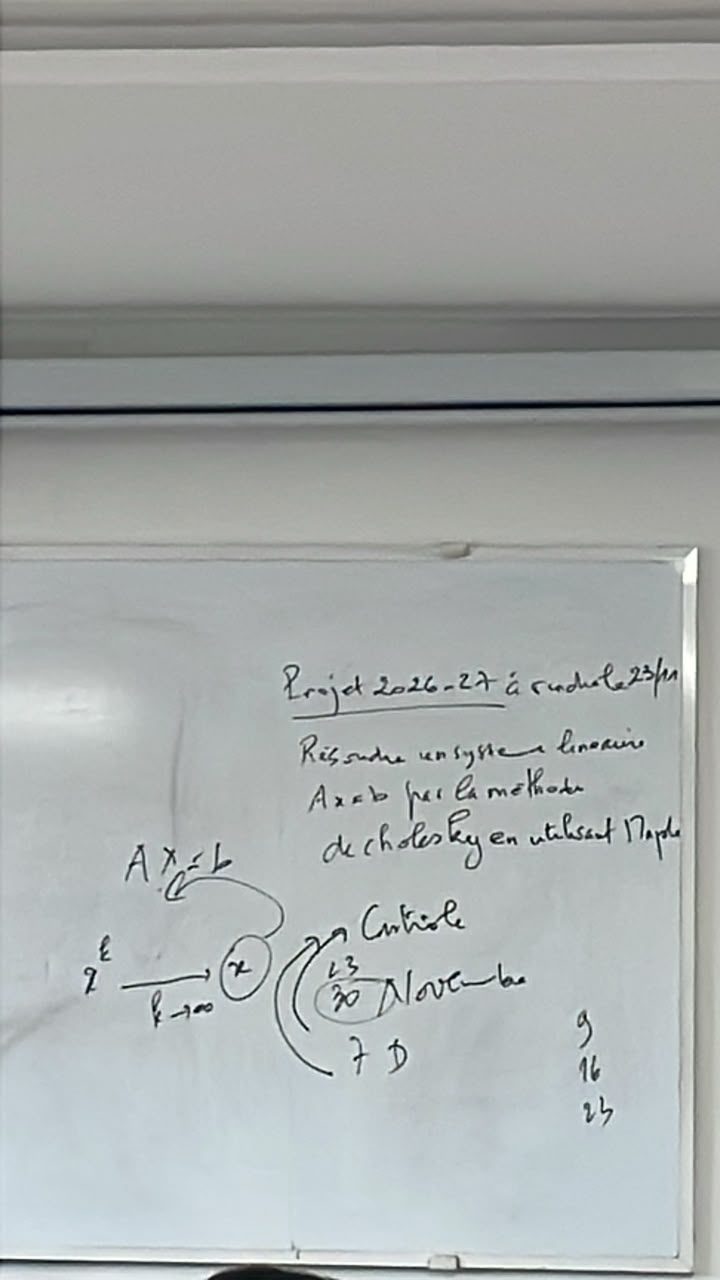 Projet 2026-27 à rendre le 23/11
Résoudre un système linéaire
Ax=b par la méthode
de cholesky en utilisant Maple
AX=b
x^k → x
k→∞
Contrôle
23
30 Novembre
7 D
9
16
23